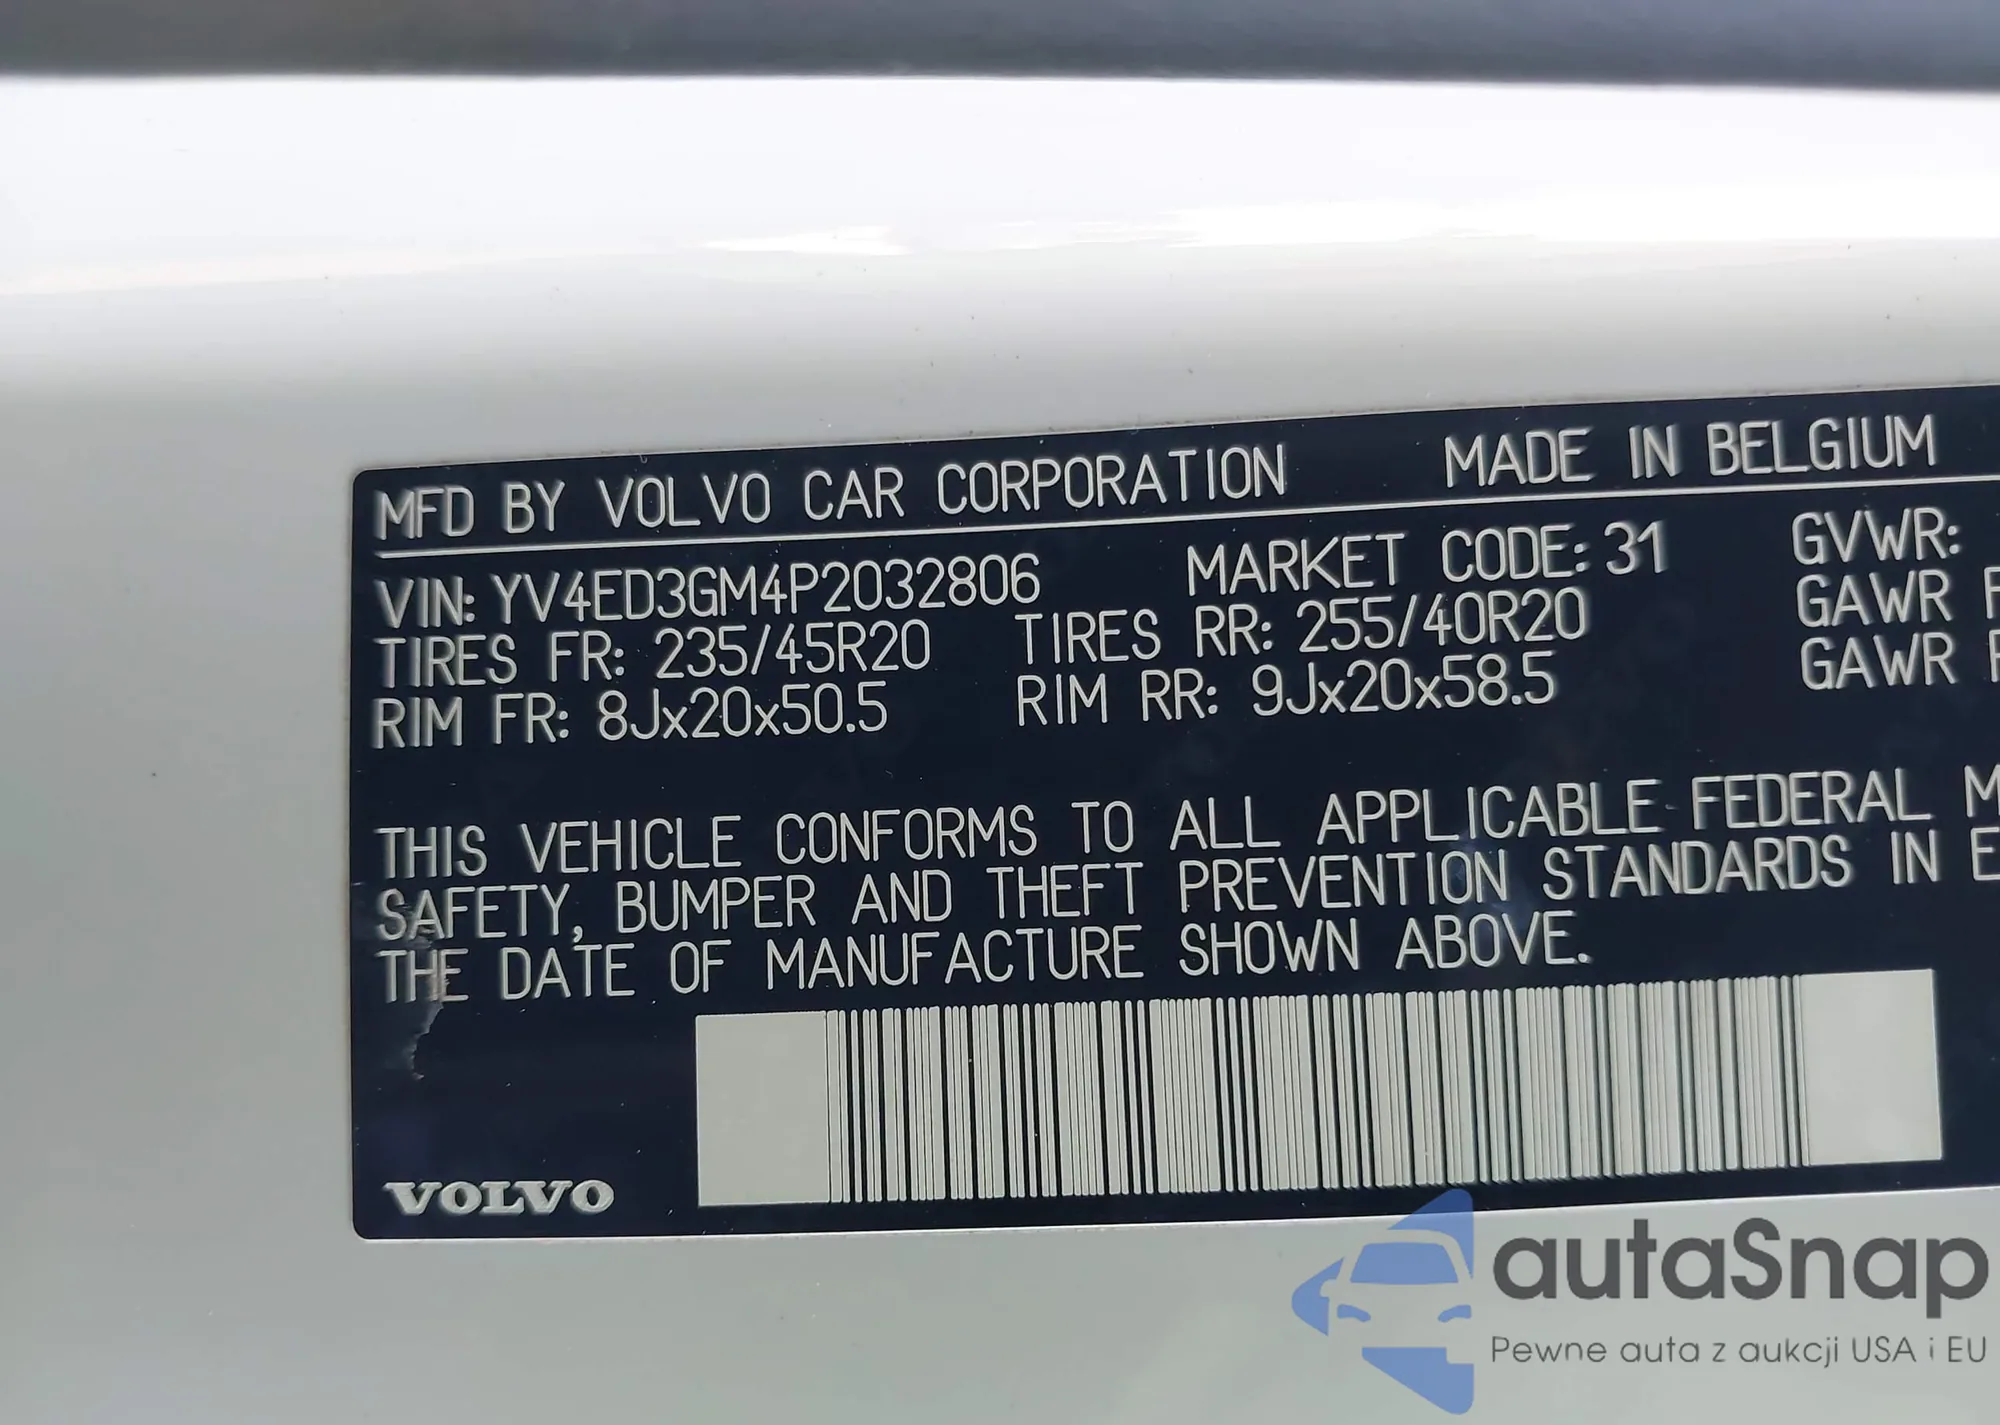 MFD BY VOLVO CAR CORPORATION MADE IN BELGIUM
VIN: YV4ED3GM4P2032806 MARKET CODE: 31 GVWR:
TIRES FR: 235/45R20 TIRES RR: 255/40R20 GAWR
RIM FR: 8Jx20x50.5 RIM RR: 9Jx20x58.5 GAWR
THIS VEHICLE CONFORMS TO ALL APPLICABLE FEDERAL
SAFETY, BUMPER AND THEFT PREVENTION STANDARDS IN
THE DATE OF MANUFACTURE SHOWN ABOVE.
VOLVO
autaSnap
Pewne auta z aukcji USA i EU